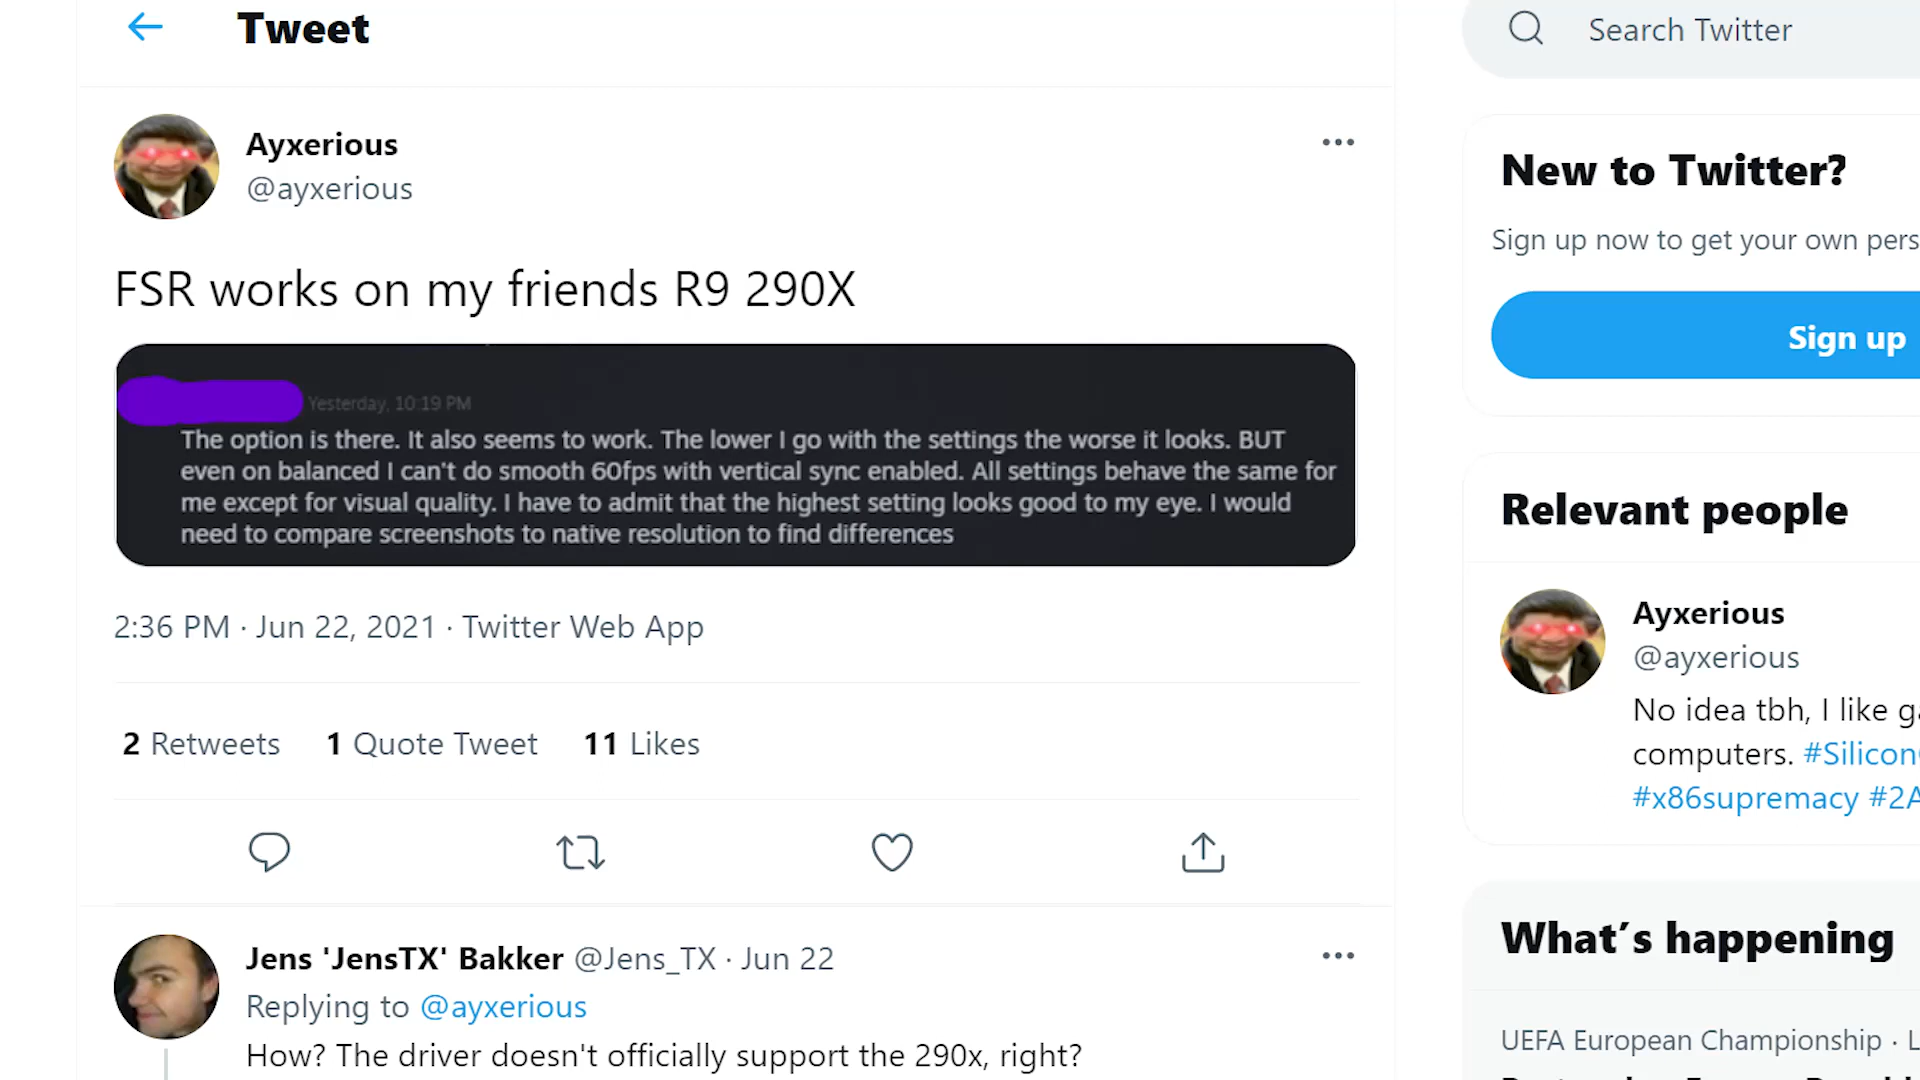 Tweet
Search Twitter
Ayxerious
@ayxerious
FSR works on my friends R9 290X
Yesterday, 10:19 PM
The option is there. It also seems to work. The lower I go with the settings the worse it looks. BUT
even on balanced I can't do smooth 60fps with vertical sync enabled. All settings behave the same for
me except for visual quality. I have to admit that the highest setting looks good to my eye. I would
need to compare screenshots to native resolution to find differences
2:36 PM · Jun 22, 2021 · Twitter Web App
2 Retweets 1 Quote Tweet 11 Likes
Jens 'JensTX' Bakker @Jens_TX · Jun 22
Replying to @ayxerious
How? The driver doesn't officially support the 290x, right?
New to Twitter?
Sign up now to get your own pers
Sign up
Relevant people
Ayxerious
@ayxerious
No idea tbh, I like ga
computers. #Silicon
#x86supremacy #2A
What's happening
UEFA European Championship · L